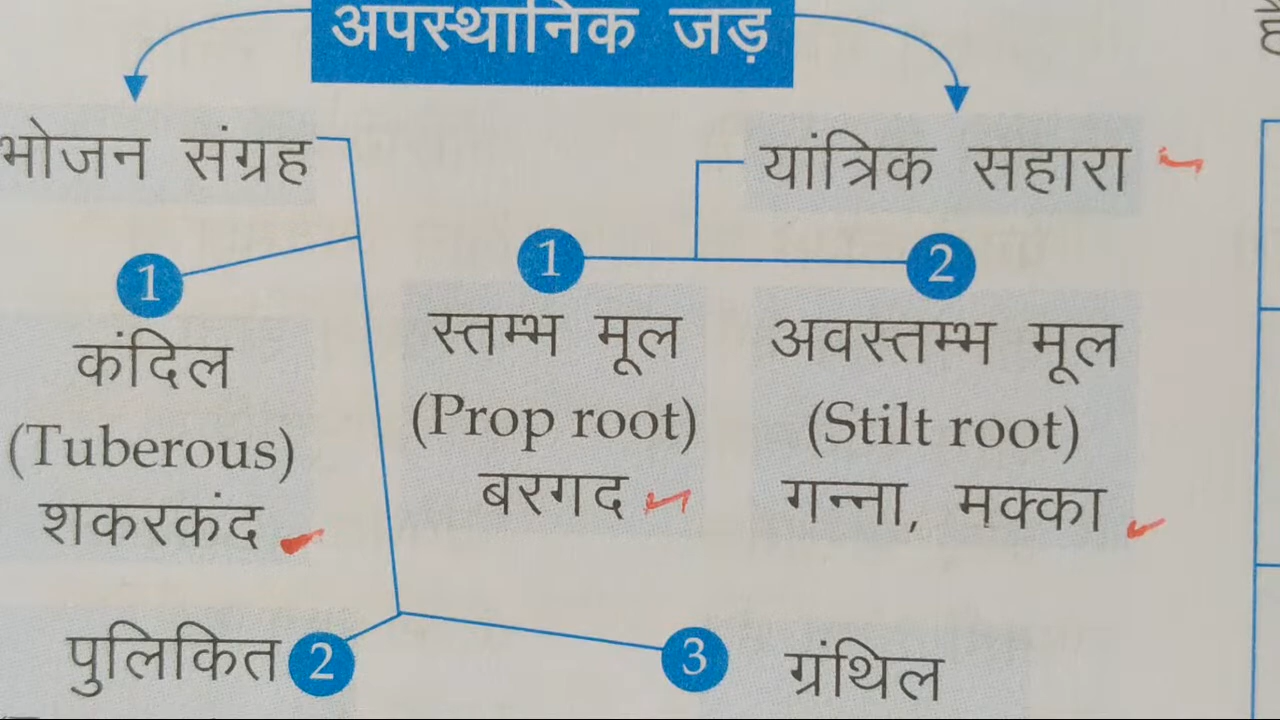 अपस्थानिक जड़
भोजन संग्रह
यांत्रिक सहारा
1
कंदिल
(Tuberous)
शकरकंद
1
स्तम्भ मूल
(Prop root)
बरगद
2
अवस्तम्भ मूल
(Stilt root)
गन्ना, मक्का
पुलिकित 2
3 ग्रंथिल